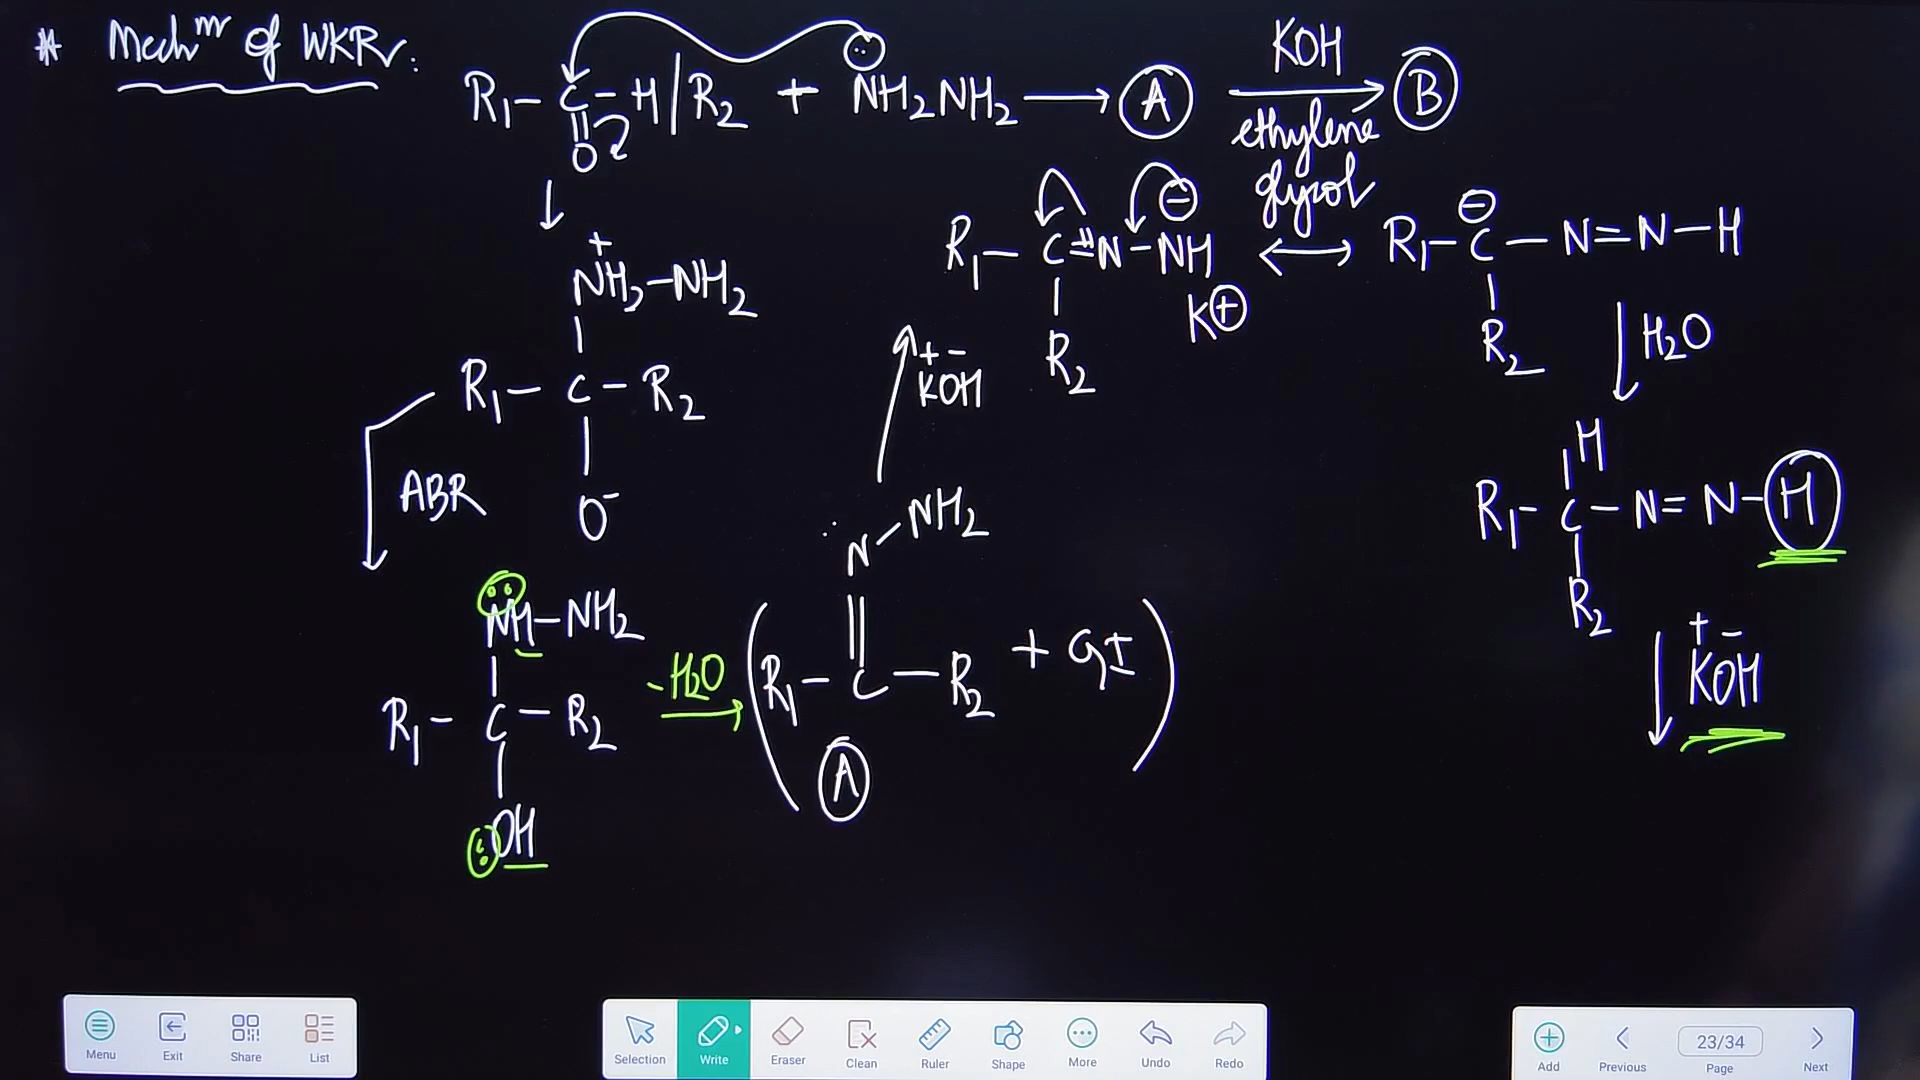 * Mechm of WKR:
R1-C-H/R2 + NH2NH2 → A KOH → B
ethylene glycol
O
+
NH2-NH2
R1-C-R2
O-
ABR
NH-NH2
R1-C-R2
OH
-H2O
N-NH2
R1-C-R2 + GI
A
+ -
KOH
R1-C=N-NH ↔ R1-C-N=N-H
⊖ ⊖
K⊕
R2 R2
H2O
H
R1-C-N=N-H
R2
+ -
KOH
Menu
Exit
Share
List
Selection
Write
Eraser
Clean
Ruler
Shape
More
Undo
Redo
Add
Previous
23/34
Page
Next